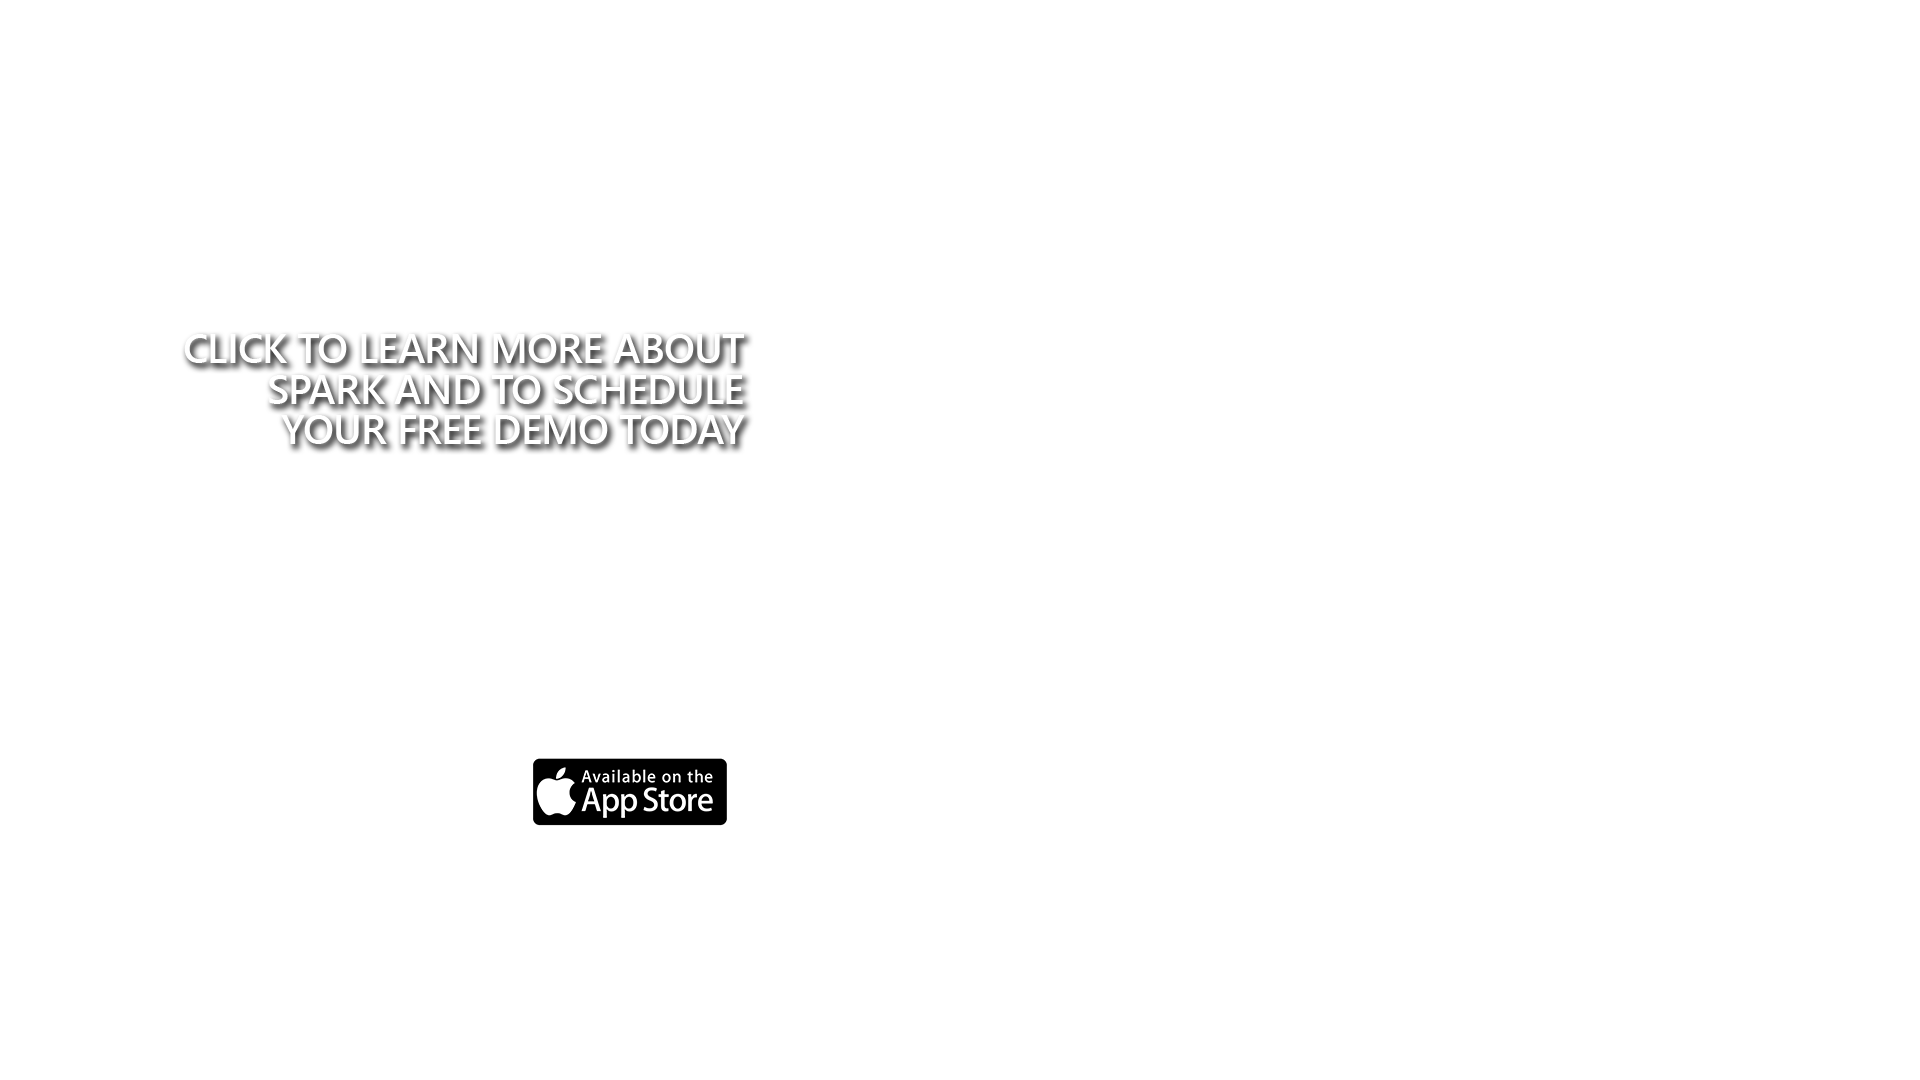 CLICK TO LEARN MORE ABOUT
SPARK AND TO SCHEDULE
YOUR FREE DEMO TODAY
Available on the
App Store